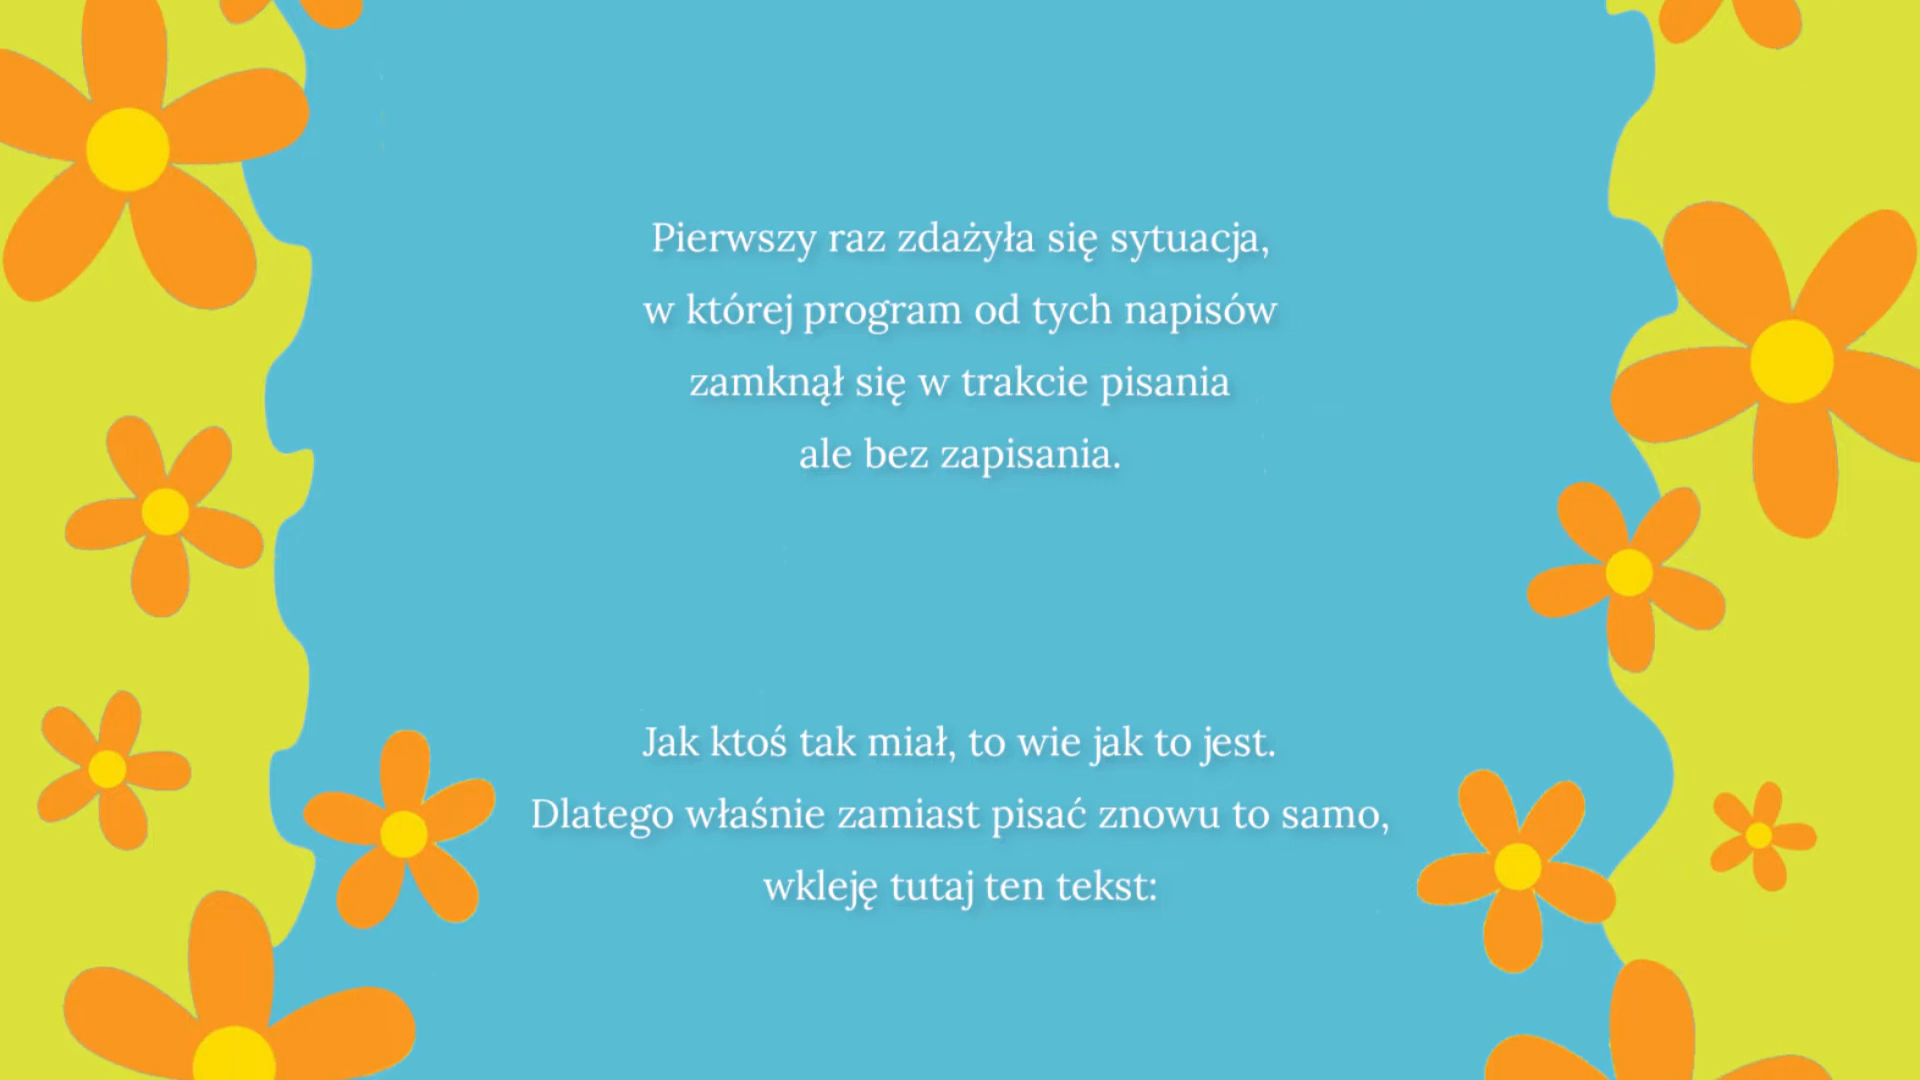 Pierwszy raz zdażyła się sytuacja,
w której program od tych napisów
zamknął się w trakcie pisania
ale bez zapisania.
Jak ktoś tak miał, to wie jak to jest.
Dlatego właśnie zamiast pisać znowu to samo,
wkleję tutaj ten tekst: